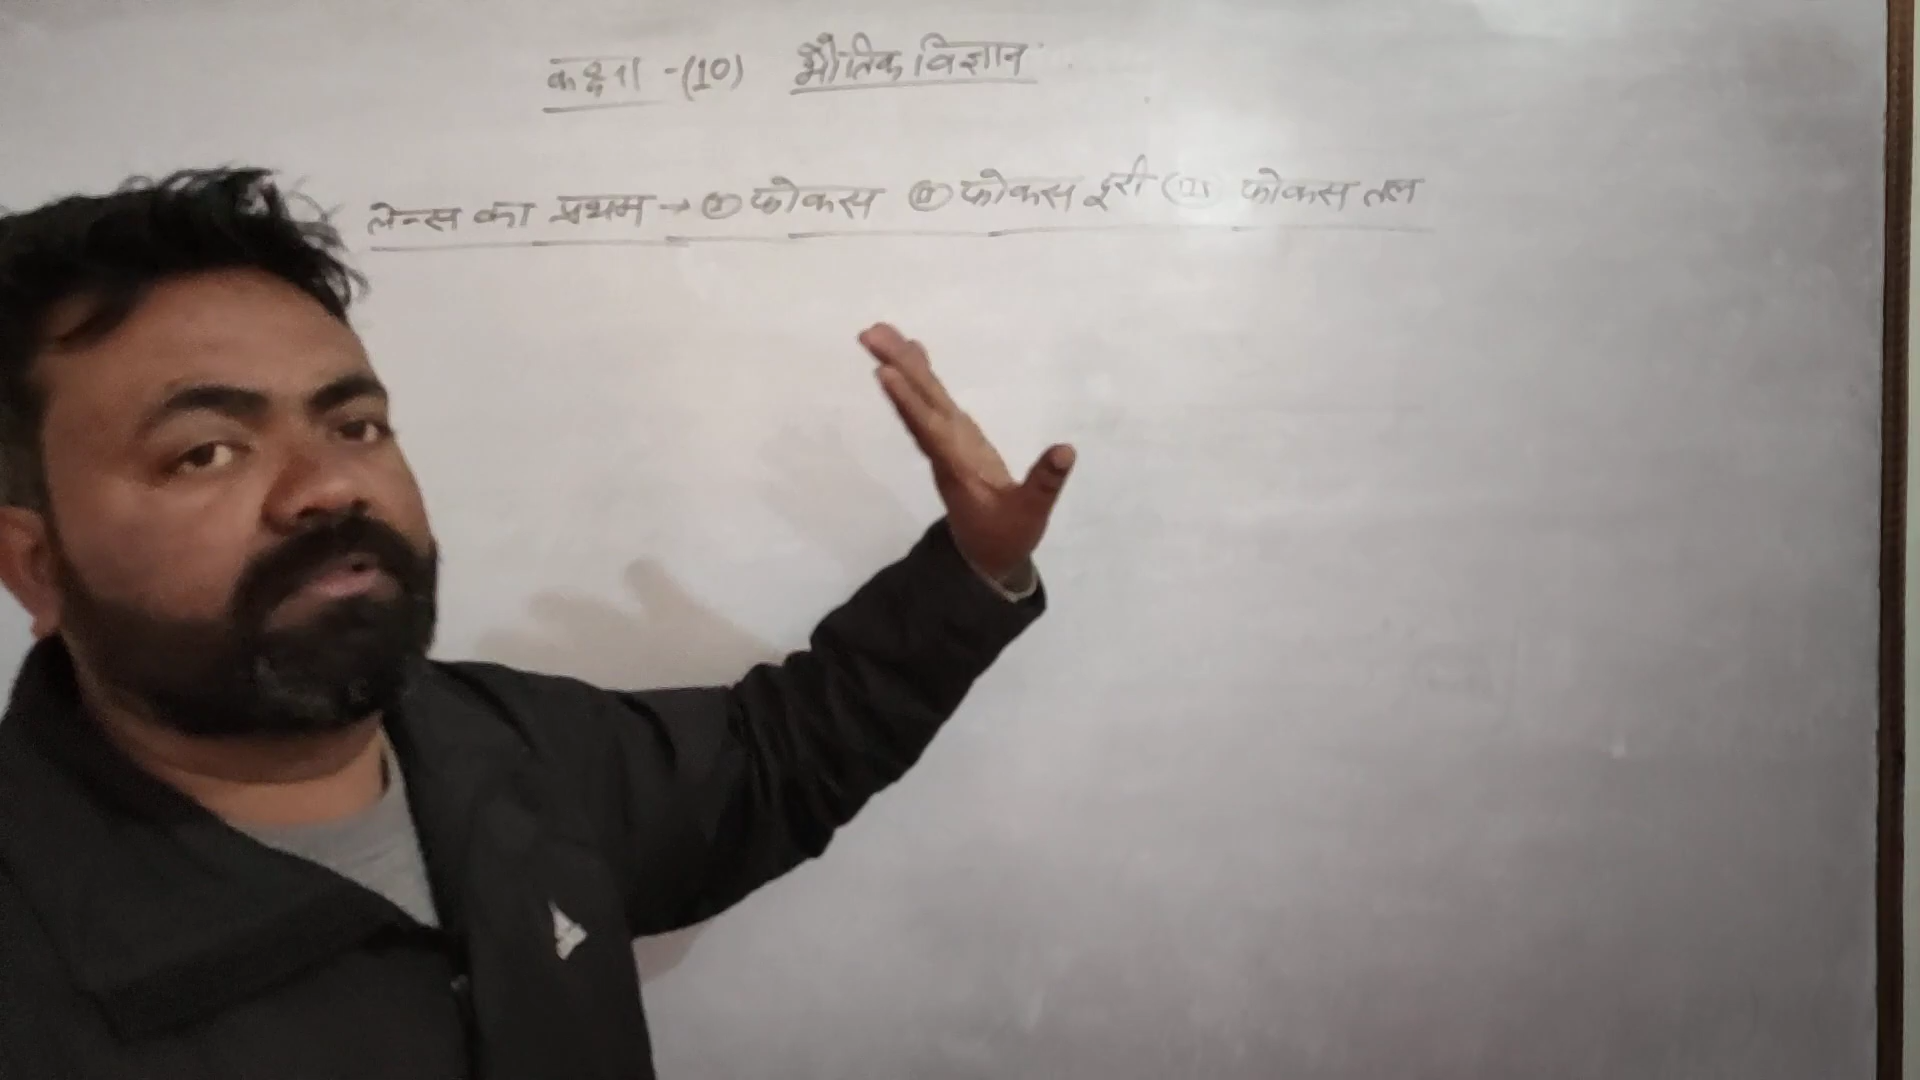 कक्षा -(10) भौतिक विज्ञान
लेन्स का प्रथम → (i) फोकस (ii) फोकस दूरी (iii) फोकस तल